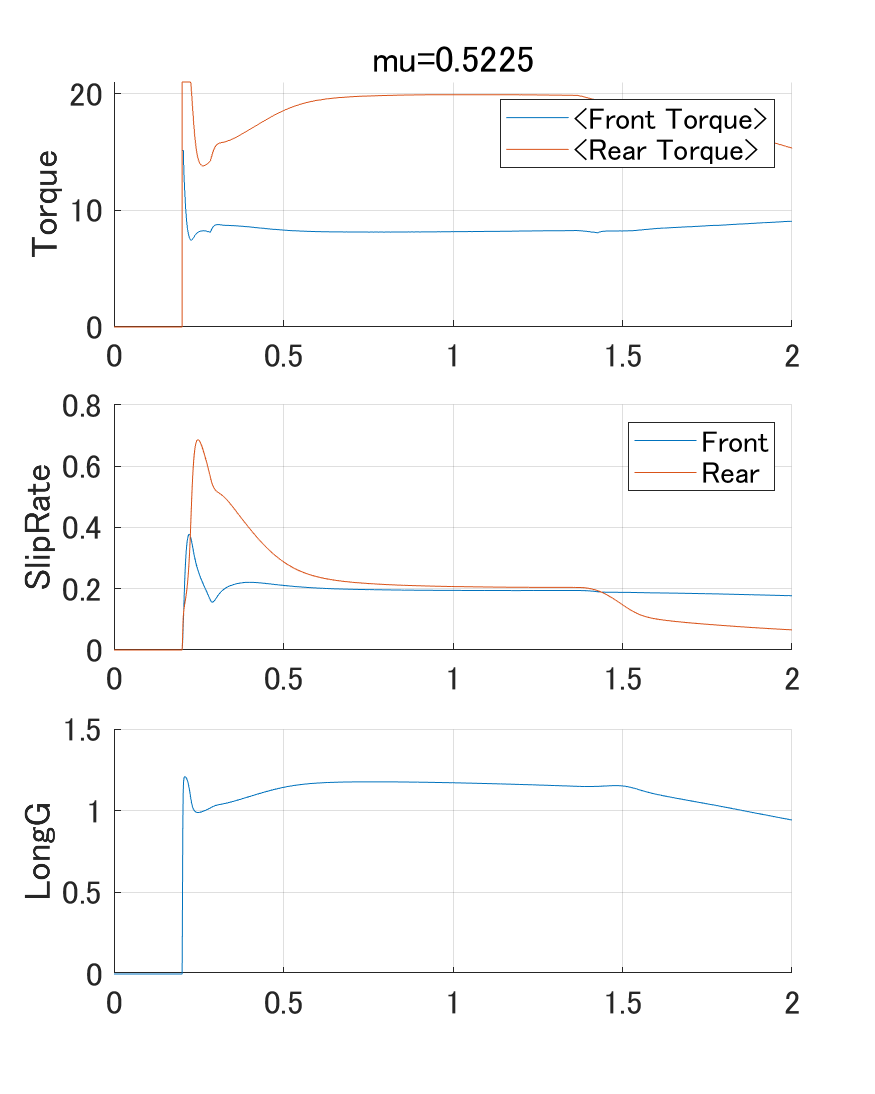 mu=0.5225
Torque
20
10
0
<Front Torque>
<Rear Torque>
0 0.5 1 1.5 2
SlipRate
0.8
0.6
0.4
0.2
0
Front
Rear
0 0.5 1 1.5 2
LongG
1.5
1
0.5
0
0 0.5 1 1.5 2